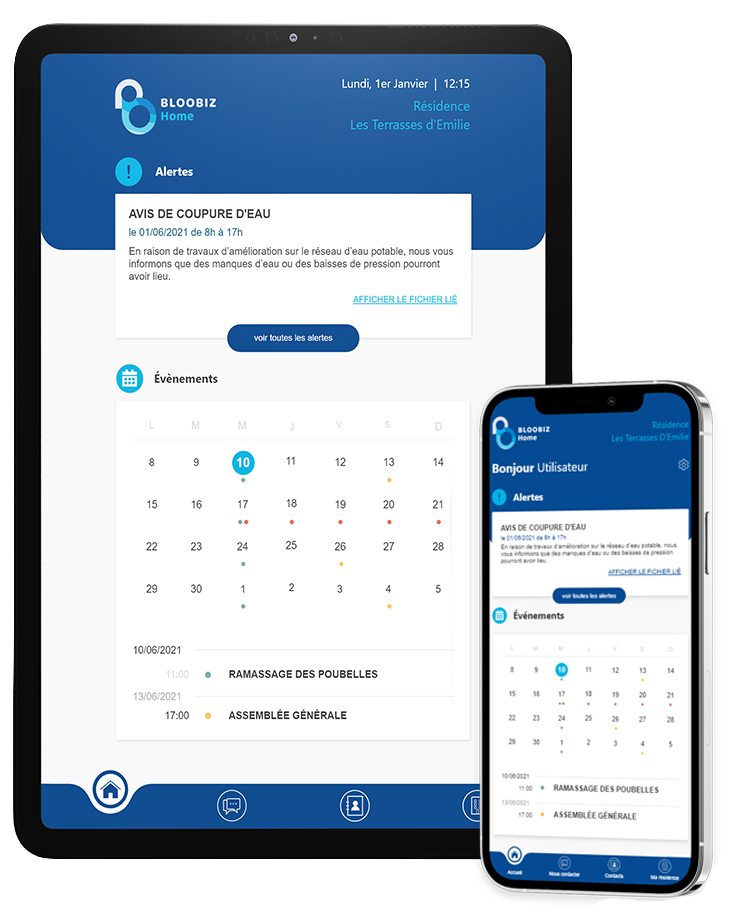 Lundi, 1er Janvier | 12:15
BLOOBIZ
Home
Résidence
Les Terrasses d'Emilie
Alertes
AVIS DE COUPURE D'EAU
le 01/06/2021 de 8h à 17h
En raison de travaux d'amélioration sur le réseau d'eau potable, nous vous
informons que des manques d'eau ou des baisses de pression pourront
avoir lieu.
AFFICHER LE FICHIER LIÉ
voir toutes les alertes
Évènements
L M M J V S D
8 9 10 11 12 13 14
15 16 17 18 19 20 21
22 23 24 25 26 27 28
29 30 1 2 3 4 5
10/06/2021
11:00 RAMASSAGE DES POUBELLES
13/06/2021
17:00 ASSEMBLÉE GÉNÉRALE
BLOOBIZ
Home
Résidence
Les Terrasses D'Emilie
Bonjour Utilisateur
Alertes
AVIS DE COUPURE D'EAU
le 01/06/2021 de 8h à 17h
En raison de travaux d'amélioration sur le réseau d'eau potable, nous
vous informons que des manques d'eau ou des baisses de pression
pourront avoir lieu.
AFFICHER LE FICHIER LIÉ
voir toutes les alertes
Événements
L M M J V S D
8 9 10 11 12 13 14
15 16 17 18 19 20 21
22 23 24 25 26 27 28
29 30 1 2 3 4 5
10/06/2021
11:00 RAMASSAGE DES POUBELLES
13/06/2021
17:00 ASSEMBLÉE GÉNÉRALE
Accueil Nous contacter Contacts Ma résidence